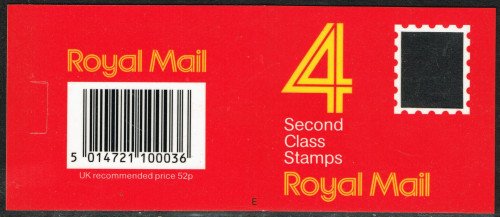 Royal Mail
5 014721 100036
UK recommended price 52p
E
4
Second
Class
Stamps
Royal Mail